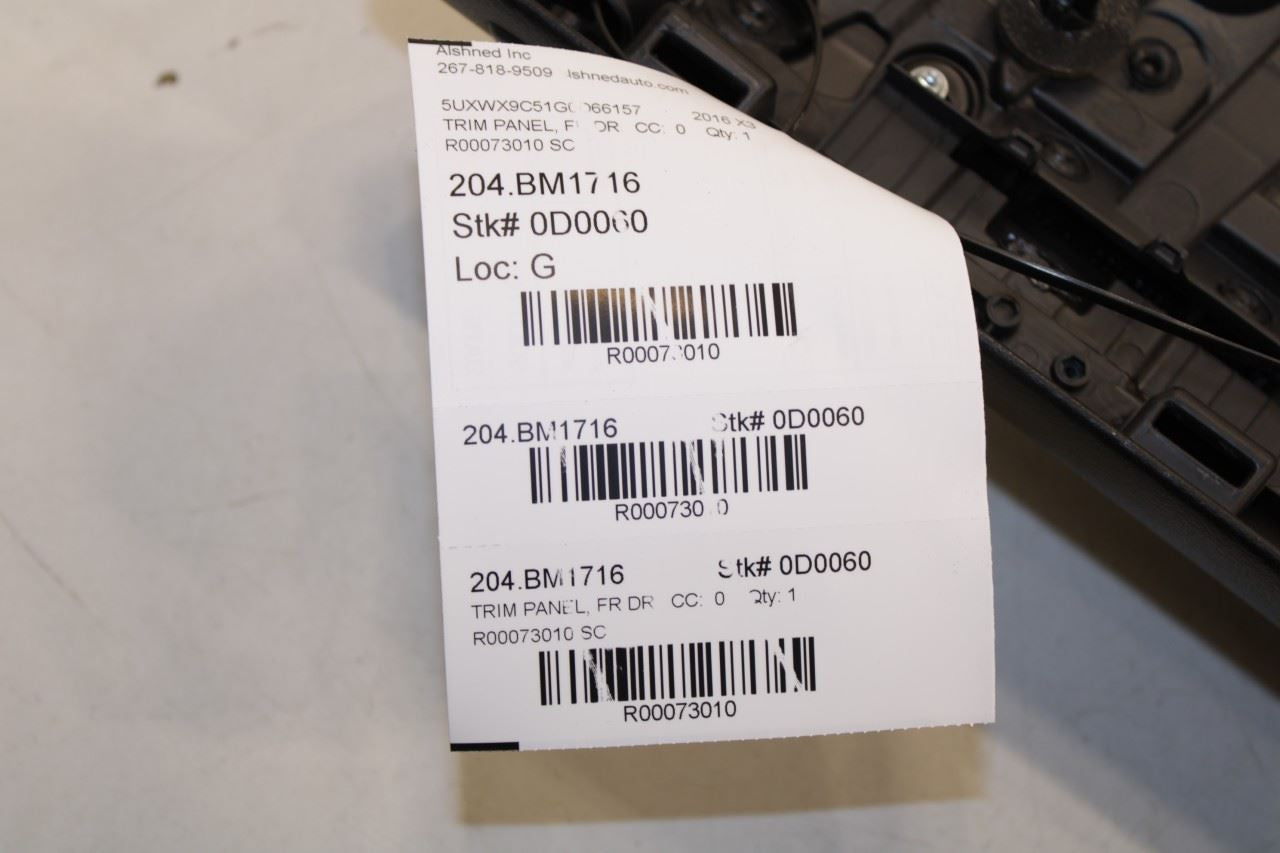 Alshned Inc
267-818-9509 lshnedauto.com
2016 X3
TRIM PANEL, F DR CC: 0 Qty: 1
R00073010 SC
204.BM1716
Stk# 0D0060
Loc: G
R00073010
204.BM1716 Stk# 0D0060
R00073010
204.BM1716 Stk# 0D0060
TRIM PANEL, FR DR CC: 0 Qty: 1
R00073010 SC
R00073010